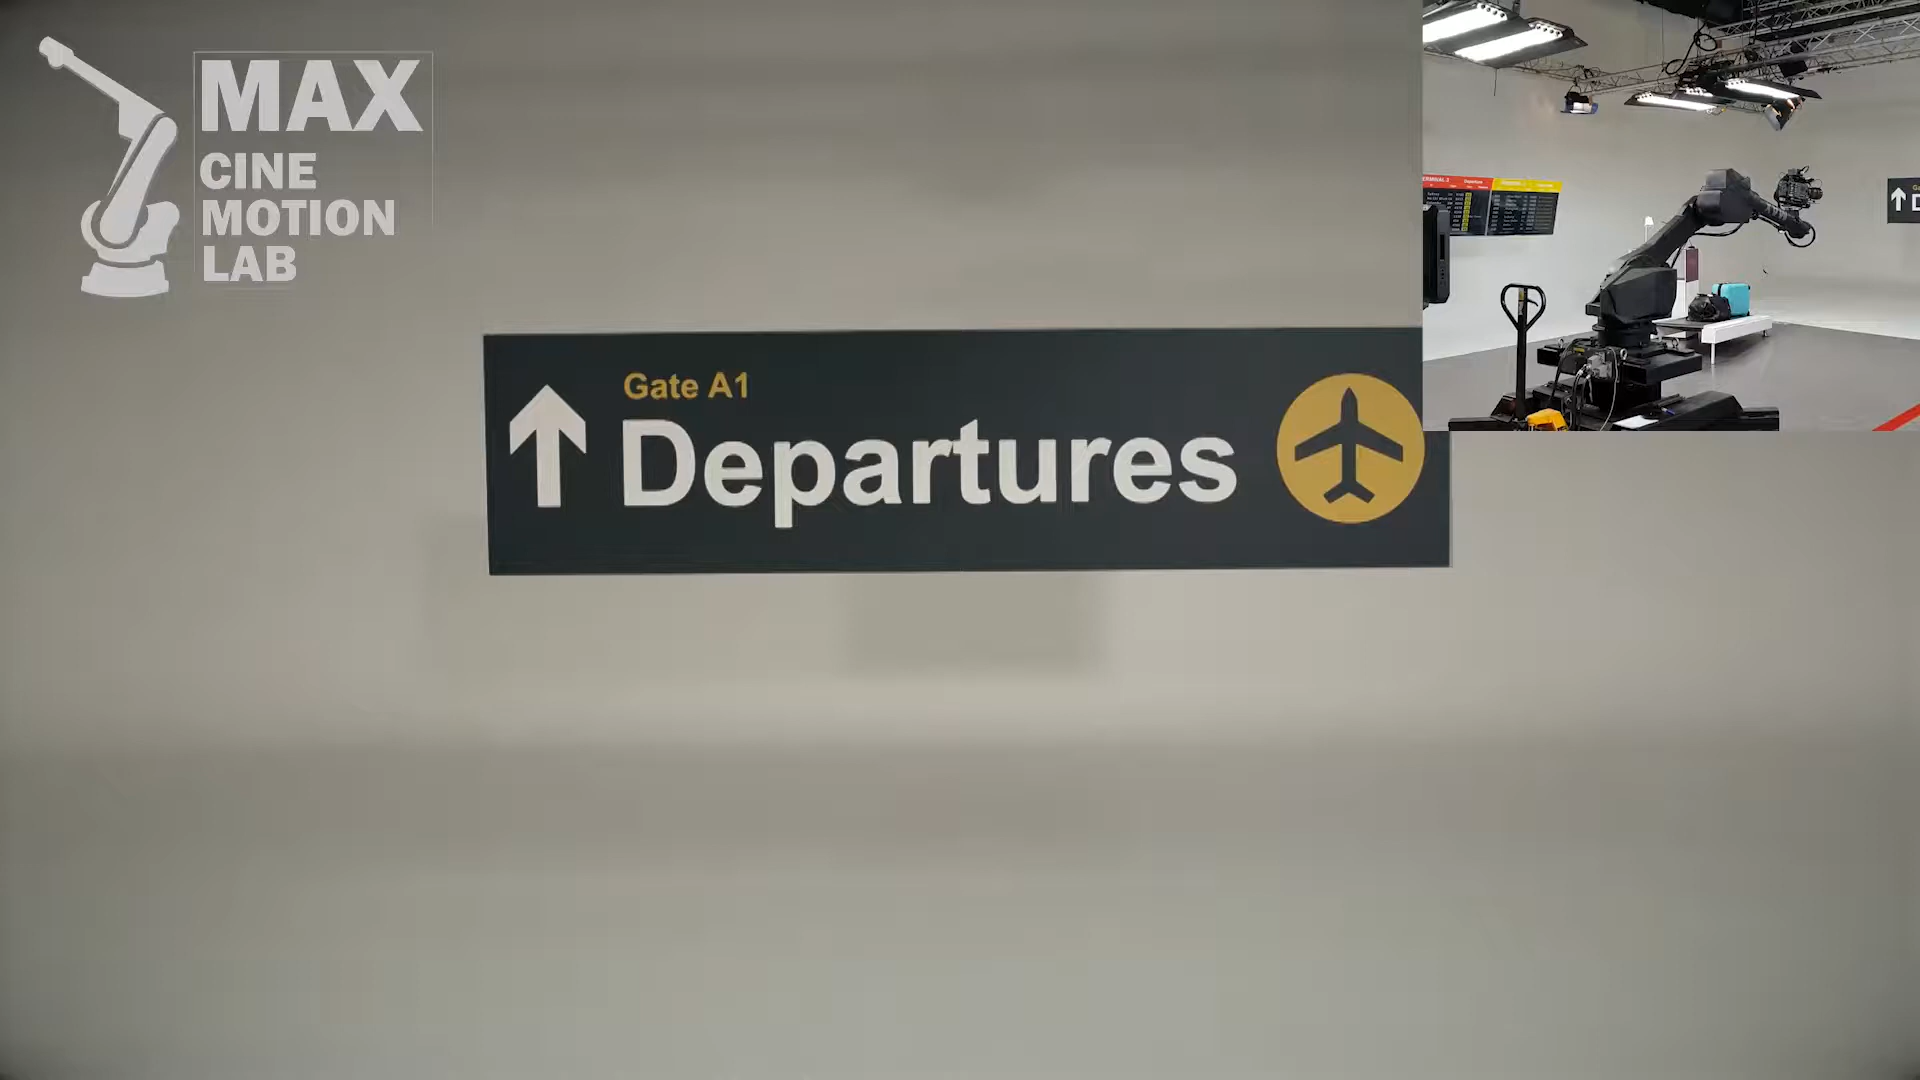 MAX
CINE
MOTION
LAB
Gate A1
Departures